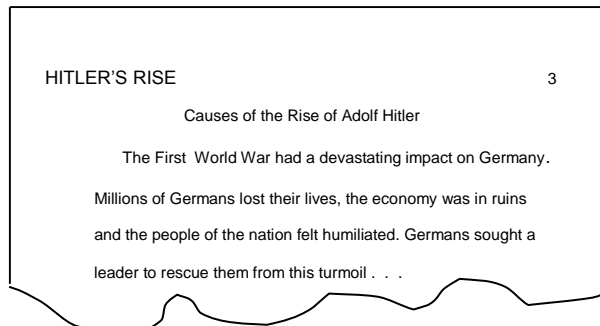 HITLER'S RISE 3
Causes of the Rise of Adolf Hitler
The First World War had a devastating impact on Germany.
Millions of Germans lost their lives, the economy was in ruins
and the people of the nation felt humiliated. Germans sought a
leader to rescue them from this turmoil . . .